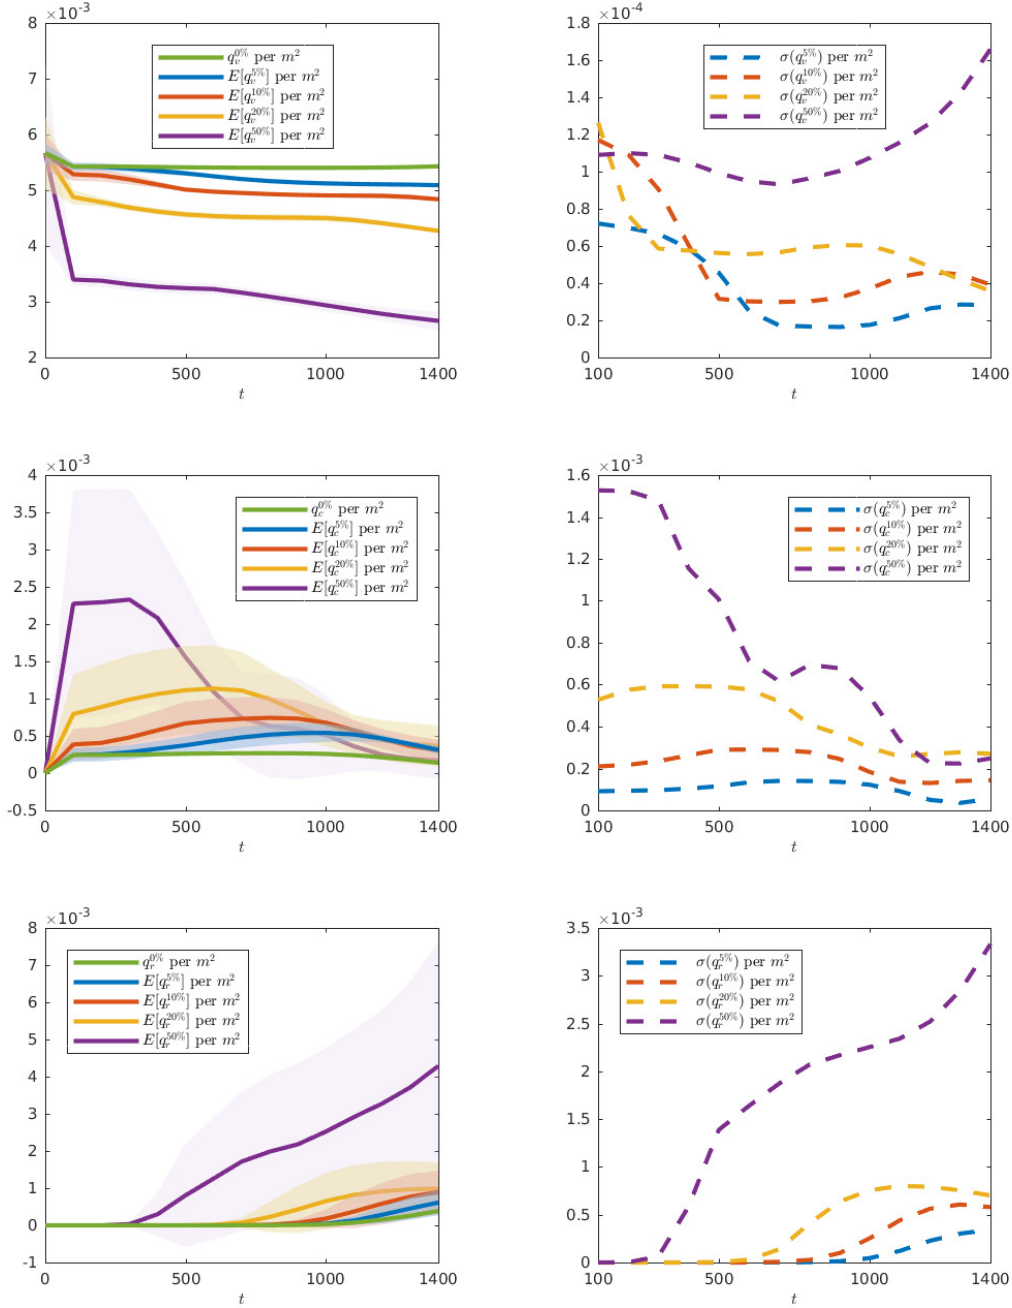 ×10⁻³
8
7
6
5
4
3
2
0 500 1000 1400
t
q_v^{0%} per m²
E[q_v^{5%}] per m²
E[q_v^{10%}] per m²
E[q_v^{20%}] per m²
E[q_v^{50%}] per m²
×10⁻⁴
1.8
1.6
1.4
1.2
1
0.8
0.6
0.4
0.2
0
100 500 1000 1400
t
σ(q_v^{5%}) per m²
σ(q_v^{10%}) per m²
σ(q_v^{20%}) per m²
σ(q_v^{50%}) per m²
×10⁻³
4
3.5
3
2.5
2
1.5
1
0.5
0
-0.5
0 500 1000 1400
t
q_c^{0%} per m²
E[q_c^{5%}] per m²
E[q_c^{10%}] per m²
E[q_c^{20%}] per m²
E[q_c^{50%}] per m²
×10⁻³
1.6
1.4
1.2
1
0.8
0.6
0.4
0.2
0
100 500 1000 1400
t
σ(q_c^{5%}) per m²
σ(q_c^{10%}) per m²
σ(q_c^{20%}) per m²
σ(q_c^{50%}) per m²
×10⁻³
8
7
6
5
4
3
2
1
0
-1
0 500 1000 1400
t
q_r^{0%} per m²
E[q_r^{5%}] per m²
E[q_r^{10%}] per m²
E[q_r^{20%}] per m²
E[q_r^{50%}] per m²
×10⁻³
3.5
3
2.5
2
1.5
1
0.5
0
100 500 1000 1400
t
σ(q_r^{5%}) per m²
σ(q_r^{10%}) per m²
σ(q_r^{20%}) per m²
σ(q_r^{50%}) per m²